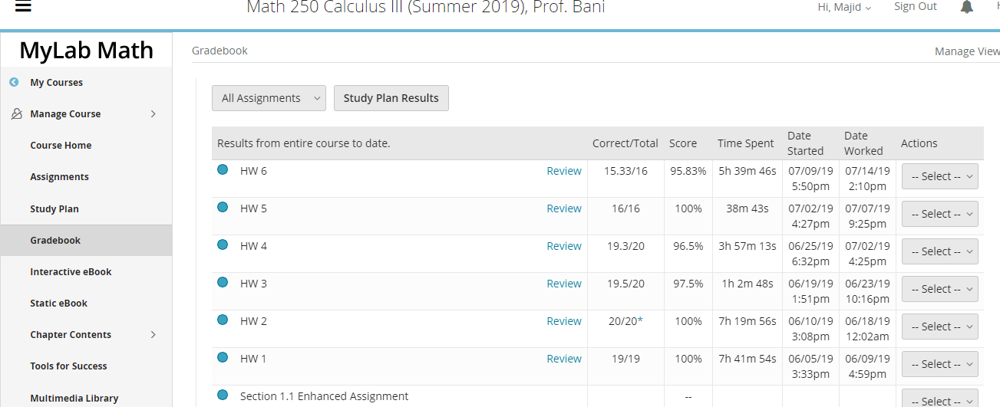 Math 250 Calculus III (Summer 2019), Prof. Bani
Hi, Majid
Sign Out
MyLab Math
My Courses
Manage Course
Course Home
Assignments
Study Plan
Gradebook
Interactive eBook
Static eBook
Chapter Contents
Tools for Success
Multimedia Library
Gradebook
Manage View
All Assignments
Study Plan Results
Results from entire course to date. Correct/Total Score Time Spent Date Started Date Worked Actions
HW 6 Review 15.33/16 95.83% 5h 39m 46s 07/09/19 07/14/19 -- Select --
5:50pm 2:10pm
HW 5 Review 16/16 100% 38m 43s 07/02/19 07/07/19 -- Select --
4:27pm 9:25pm
HW 4 Review 19.3/20 96.5% 3h 57m 13s 06/25/19 07/02/19 -- Select --
6:32pm 4:25pm
HW 3 Review 19.5/20 97.5% 1h 2m 48s 06/19/19 06/23/19 -- Select --
1:51pm 10:16pm
HW 2 Review 20/20* 100% 7h 19m 56s 06/10/19 06/18/19 -- Select --
3:08pm 12:02am
HW 1 Review 19/19 100% 7h 41m 54s 06/05/19 06/09/19 -- Select --
3:33pm 4:59pm
Section 1.1 Enhanced Assignment -- -- Select --